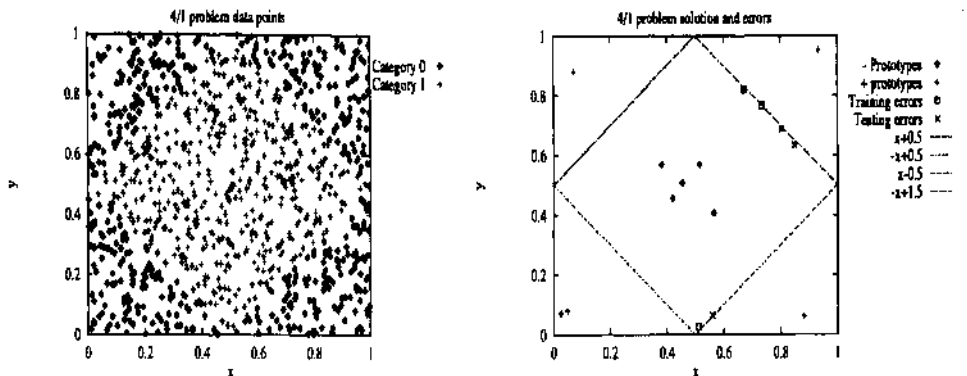 4/1 problem data points
1
0.8
0.6
0.4
0.2
0
0 0.2 0.4 0.6 0.8 1
x
y
Category 0
Category 1
4/1 problem solution and errors
1
0.8
0.6
0.4
0.2
0
0 0.2 0.4 0.6 0.8 1
x
y
- Prototypes
+ prototypes
Training errors
Testing errors
x+0.5
-x+0.5
x-0.5
-x+1.5